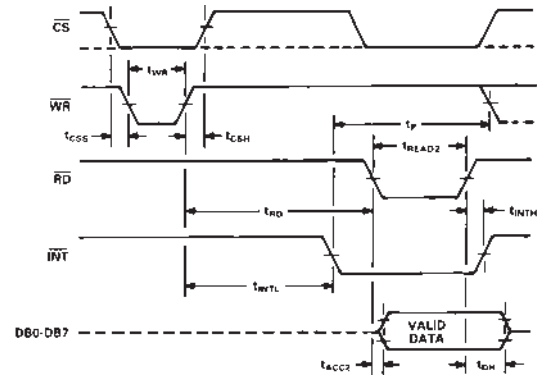 CS
tWR
WR
tCSS
tCSH
tP
tREAD2
RD
tRD
tINTH
INT
tINTL
DB0-DB7
VALID
DATA
tACC2
tDH